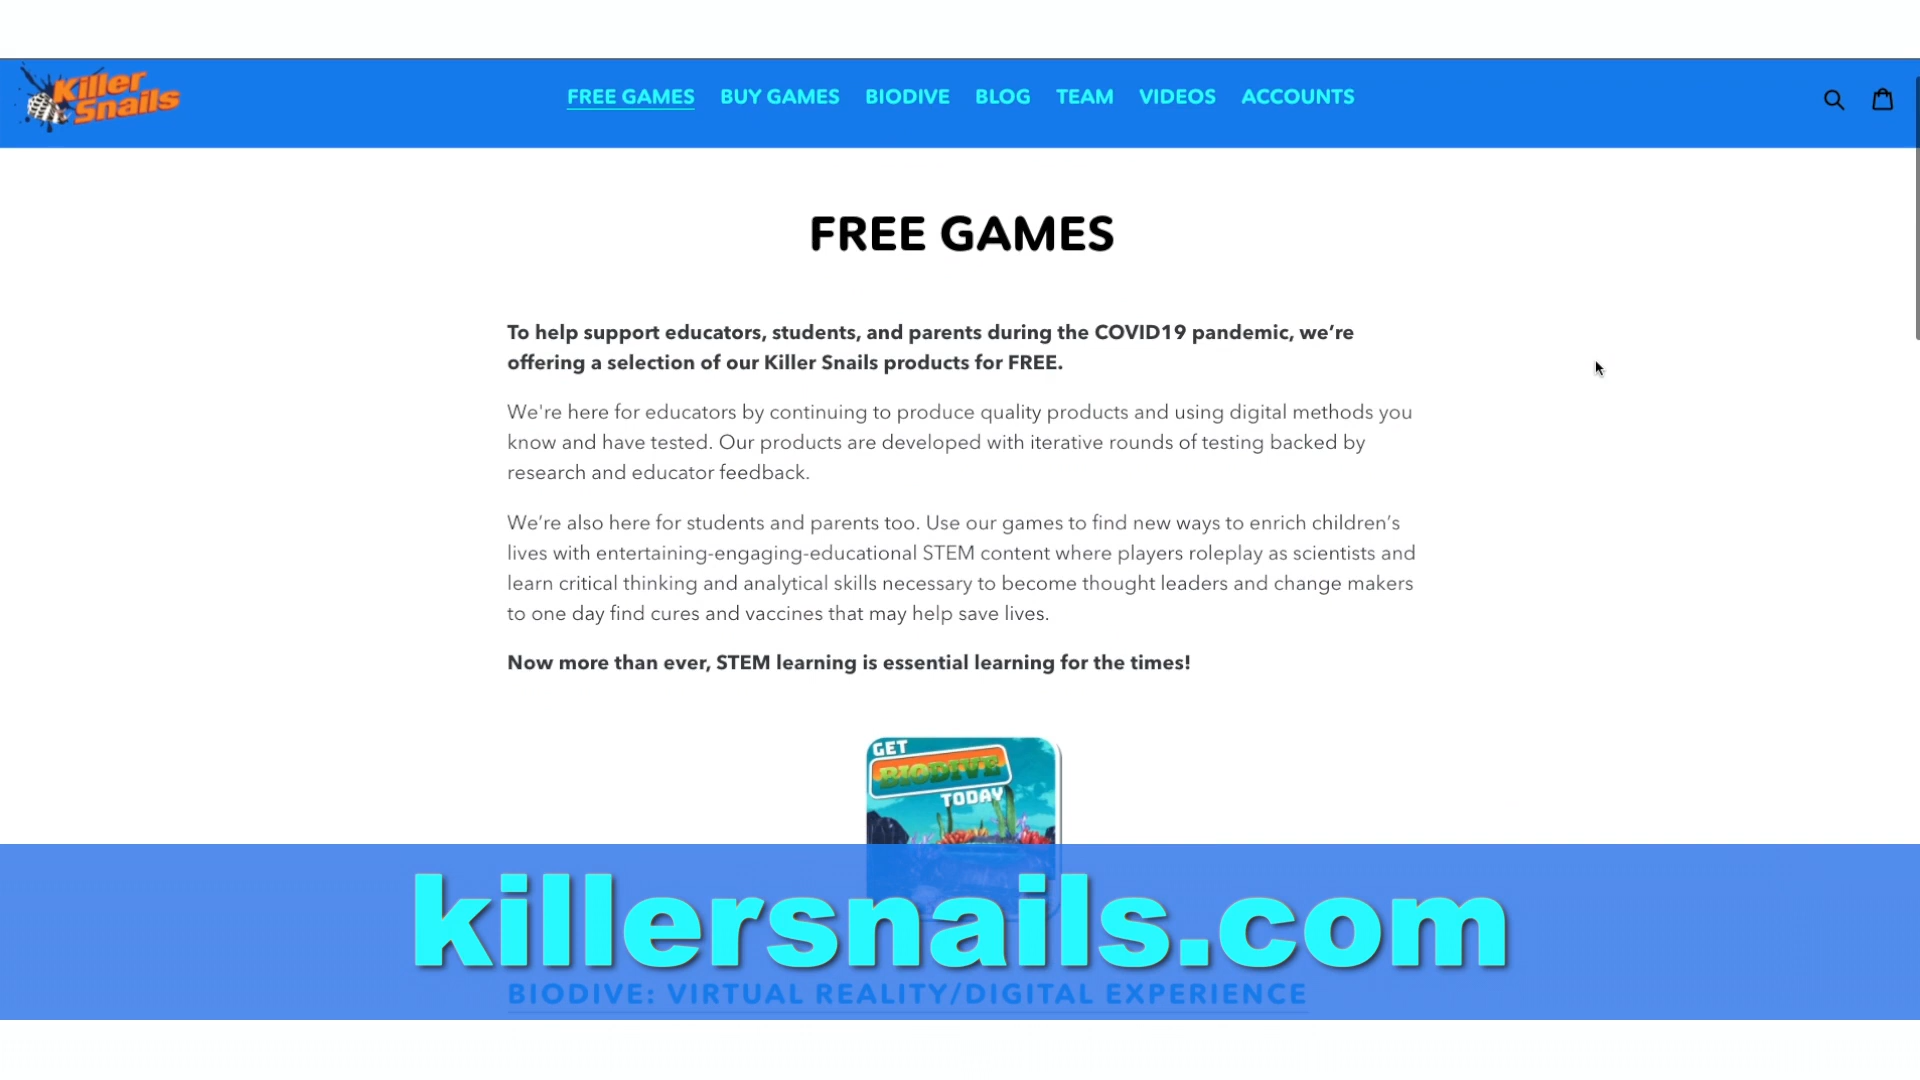 Killer
Snails
FREE GAMES BUY GAMES BIODIVE BLOG TEAM VIDEOS ACCOUNTS
FREE GAMES
To help support educators, students, and parents during the COVID19 pandemic, we’re
offering a selection of our Killer Snails products for FREE.
We're here for educators by continuing to produce quality products and using digital methods you
know and have tested. Our products are developed with iterative rounds of testing backed by
research and educator feedback.
We’re also here for students and parents too. Use our games to find new ways to enrich children’s
lives with entertaining-engaging-educational STEM content where players roleplay as scientists and
learn critical thinking and analytical skills necessary to become thought leaders and change makers
to one day find cures and vaccines that may help save lives.
Now more than ever, STEM learning is essential learning for the times!
GET
BIODIVE
TODAY
killersnails.com
BIODIVE: VIRTUAL REALITY/DIGITAL EXPERIENCE